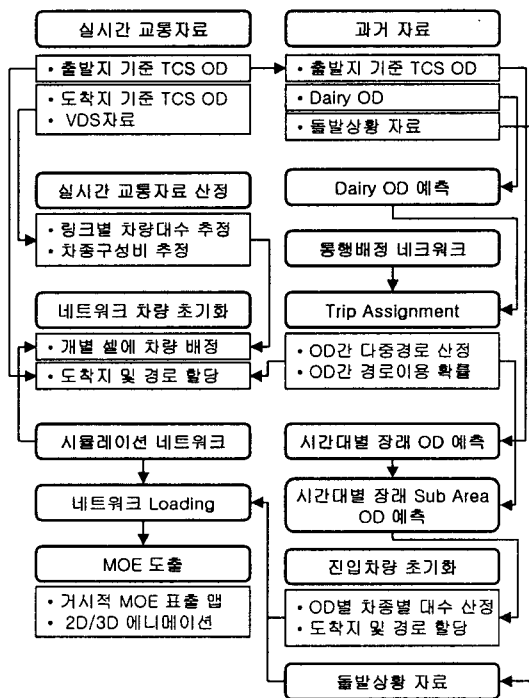 실시간 교통자료
• 출발지 기준 TCS OD
• 도착지 기준 TCS OD
• VDS자료
실시간 교통자료 산정
• 링크별 차량대수 추정
• 차종구성비 추정
네트워크 차량 초기화
• 개별 셀에 차량 배정
• 도착지 및 경로 할당
시뮬레이션 네트워크
네트워크 Loading
MOE 도출
• 거시적 MOE 표출 맵
• 2D/3D 에니메이션
과거 자료
• 출발지 기준 TCS OD
• Dairy OD
• 돌발상황 자료
Dairy OD 예측
통행배정 네크워크
Trip Assignment
• OD간 다중경로 산정
• OD간 경로이용 확률
시간대별 장래 OD 예측
시간대별 장래 Sub Area
OD 예측
진입차량 초기화
• OD별 차종별 대수 산정
• 도착지 및 경로 할당
돌발상황 자료